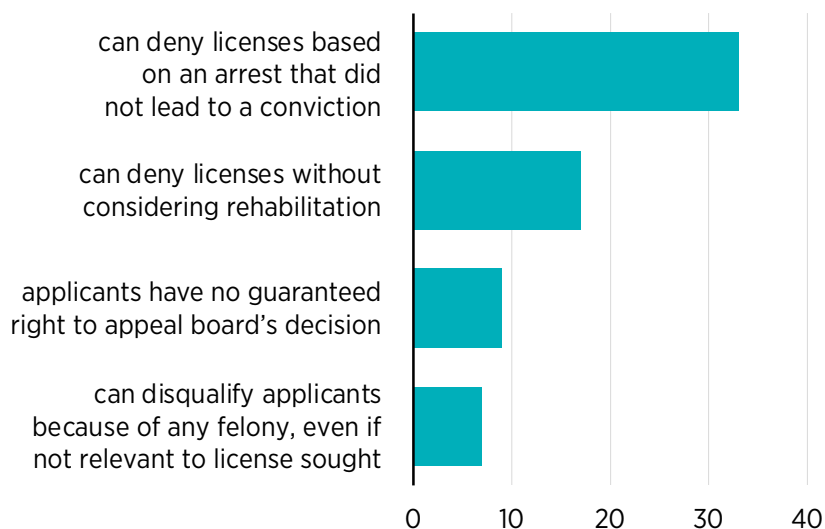 can deny licenses based
on an arrest that did
not lead to a conviction
can deny licenses without
considering rehabilitation
applicants have no guaranteed
right to appeal board’s decision
can disqualify applicants
because of any felony, even if
not relevant to license sought
0 10 20 30 40